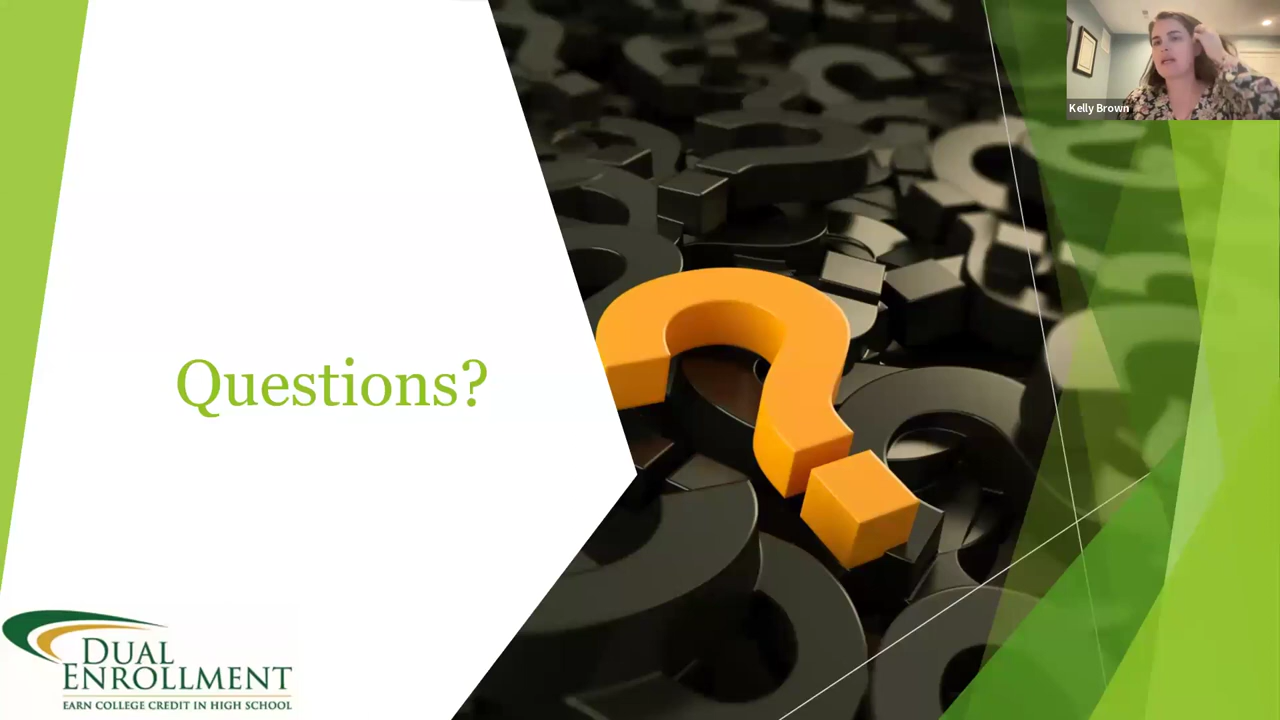 Kelly Brown
Questions?
DUAL
ENROLLMENT
EARN COLLEGE CREDIT IN HIGH SCHOOL